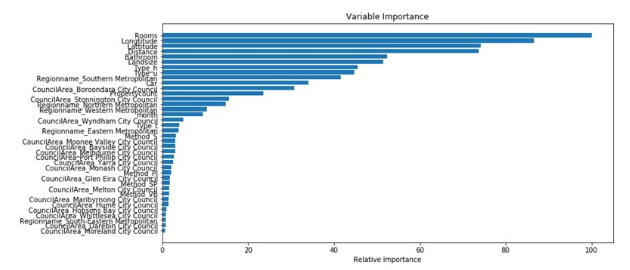 Variable Importance
Rooms
Longtitude
Lattitude
Distance
Bathroom
Landsize
Type_h
Type_u
Regionname_Southern Metropolitan
Car
CouncilArea_Boroondara City Council
Propertycount
CouncilArea_Stonnington City Council
Regionname_Northern Metropolitan
Regionname_Western Metropolitan
month
CouncilArea_Wyndham City Council
Type_t
Regionname_Eastern Metropolitan
Method_S
CouncilArea_Moonee Valley City Council
CouncilArea_Bayside City Council
CouncilArea_Melbourne City Council
CouncilArea_Port Phillip City Council
CouncilArea_Yarra City Council
CouncilArea_Monash City Council
Method_PI
CouncilArea_Glen Eira City Council
Method_SP
CouncilArea_Melton City Council
Method_VB
CouncilArea_Maribyrnong City Council
CouncilArea_Hume City Council
CouncilArea_Hobsons Bay City Council
CouncilArea_Whittlesea City Council
Regionname_South-Eastern Metropolitan
CouncilArea_Darebin City Council
CouncilArea_Moreland City Council
0 20 40 60 80 100
Relative Importance